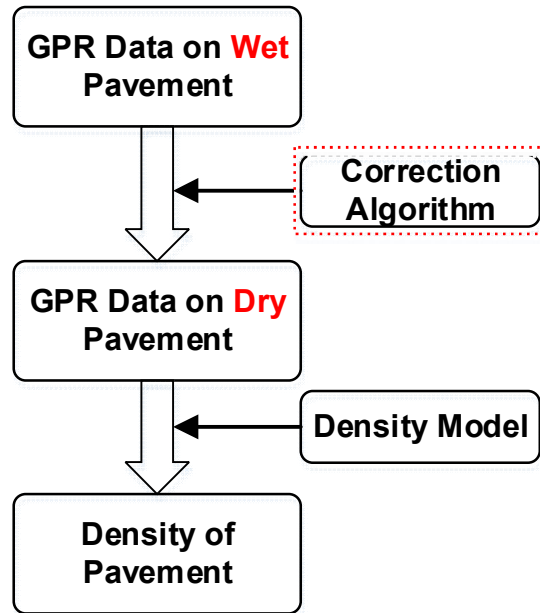 GPR Data on Wet
Pavement
Correction
Algorithm
GPR Data on Dry
Pavement
Density Model
Density of
Pavement